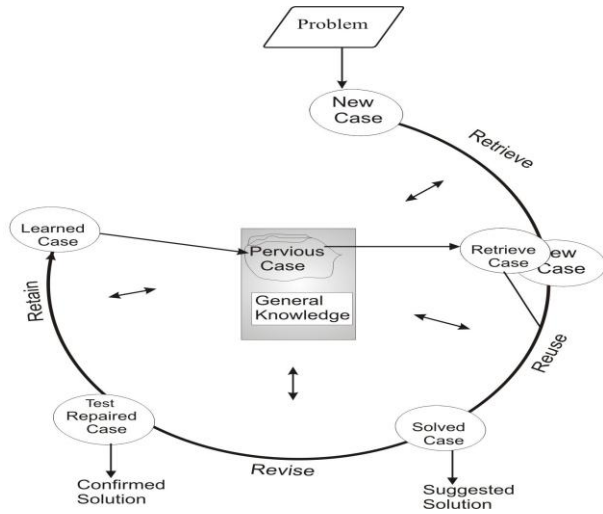 Problem
New
Case
Retrieve
Learned
Case
Pervious
Case
General
Knowledge
Retrieve
Case
New
Case
Retain
Reuse
Test
Repaired
Case
Solved
Case
Revise
Confirmed
Solution
Suggested
Solution